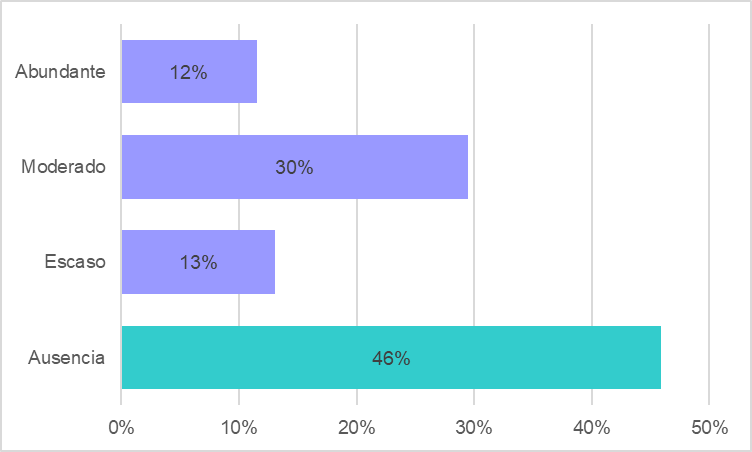 Abundante 12%
Moderado 30%
Escaso 13%
Ausencia 46%
0% 10% 20% 30% 40% 50%